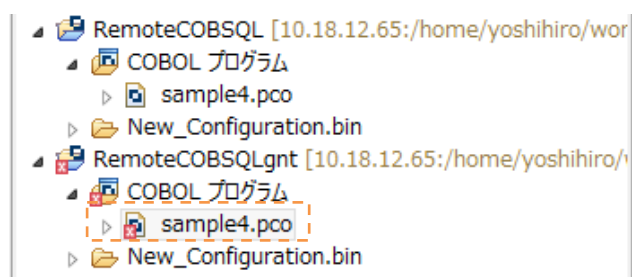 RemoteCOBSQL [10.18.12.65:/home/yoshihiro/wor
COBOL プログラム
sample4.pco
New_Configuration.bin
RemoteCOBSQLgnt [10.18.12.65:/home/yoshihiro/
COBOL プログラム
sample4.pco
New_Configuration.bin